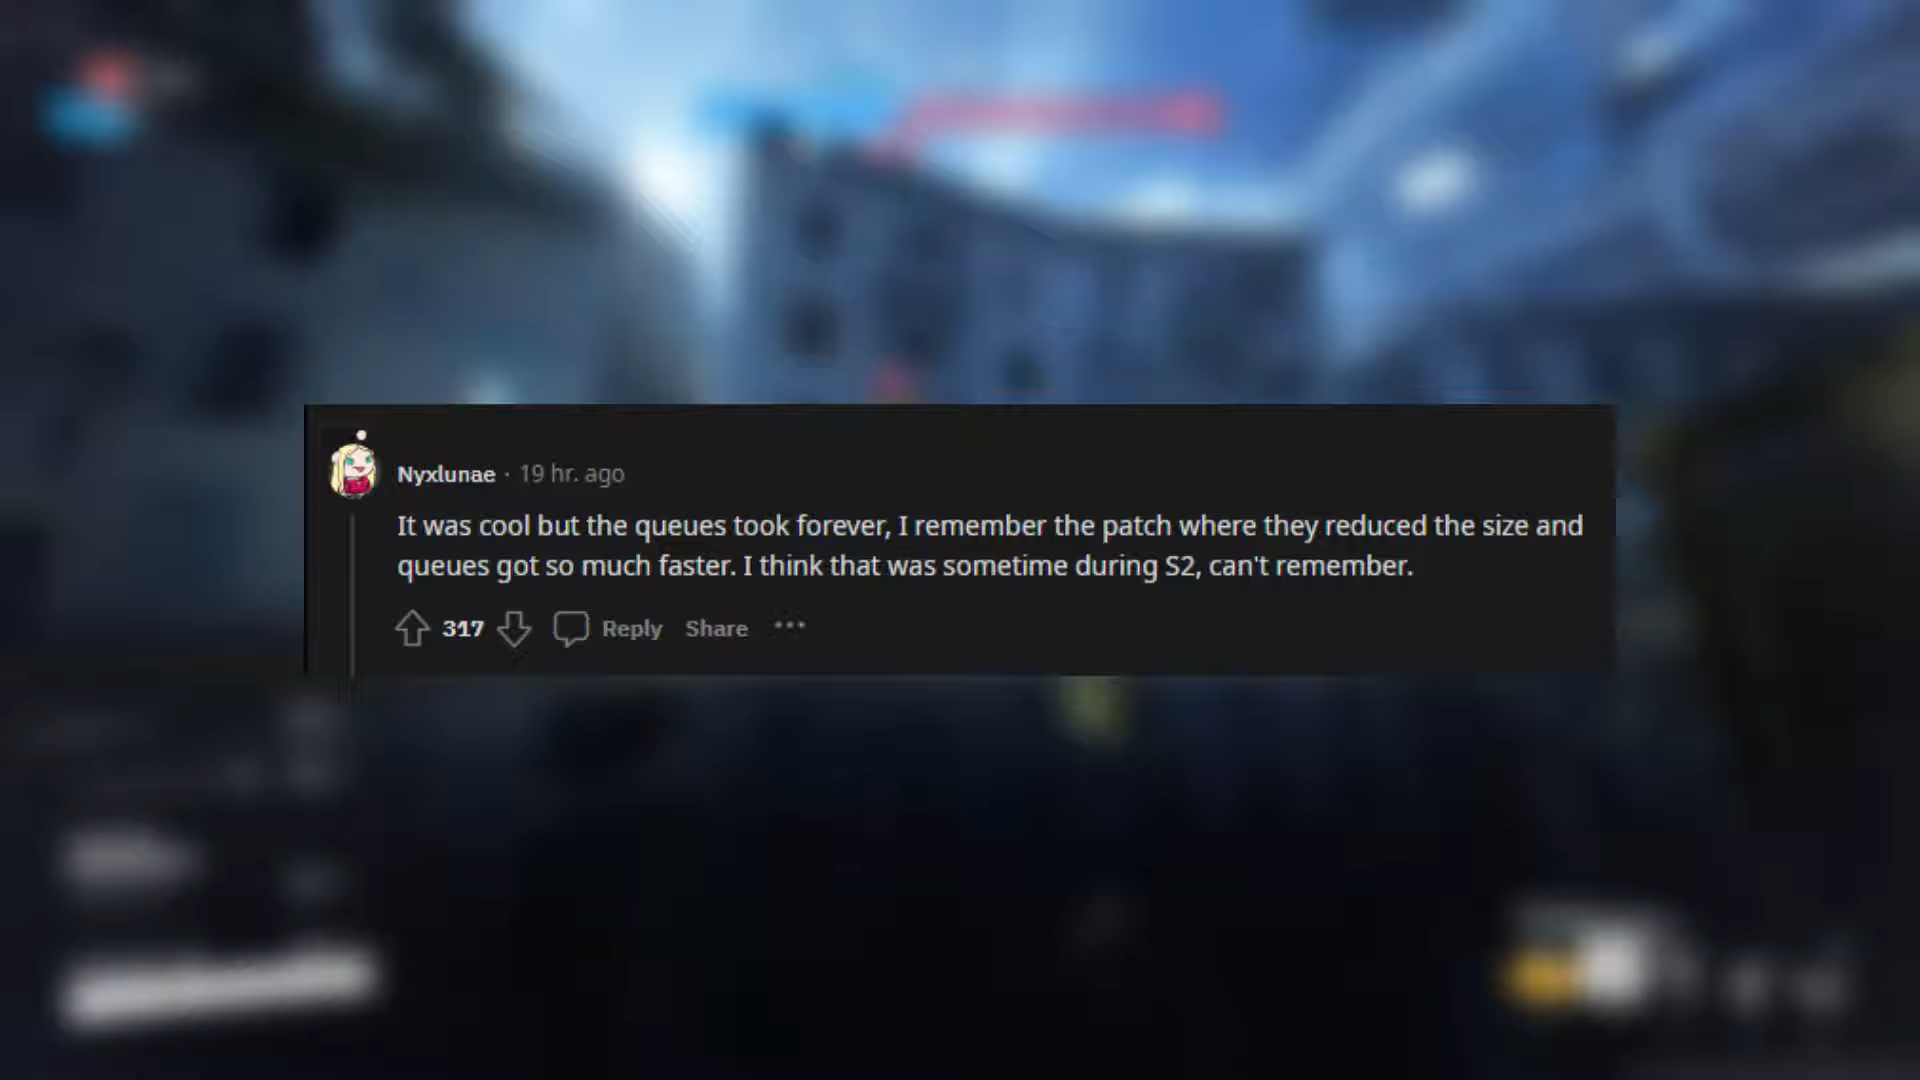 Nyxlunae · 19 hr. ago
It was cool but the queues took forever, I remember the patch where they reduced the size and
queues got so much faster. I think that was sometime during S2, can't remember.
317 Reply Share ···